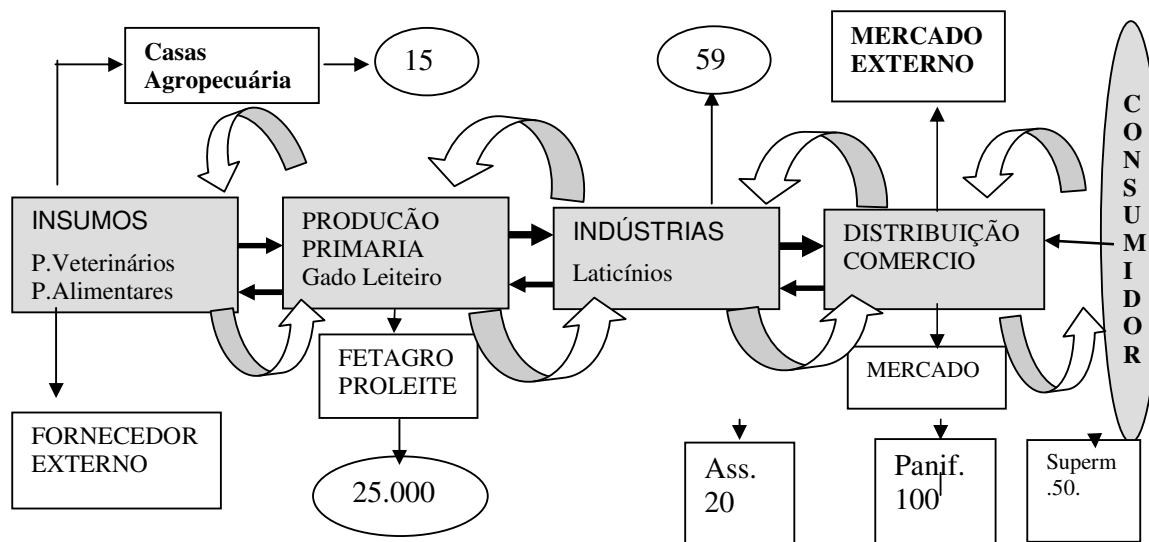 Casas
Agropecuária
15
59
MERCADO
EXTERNO
CONSUMIDOR
INSUMOS
P.Veterinários
P.Alimentares
PRODUCÃO
PRIMARIA
Gado Leiteiro
INDÚSTRIAS
Laticínios
DISTRIBUIÇÃO
COMERCIO
FETAGRO
PROLEITE
MERCADO
FORNECEDOR
EXTERNO
25.000
Ass.
20
Panif.
100
Superm
.50.